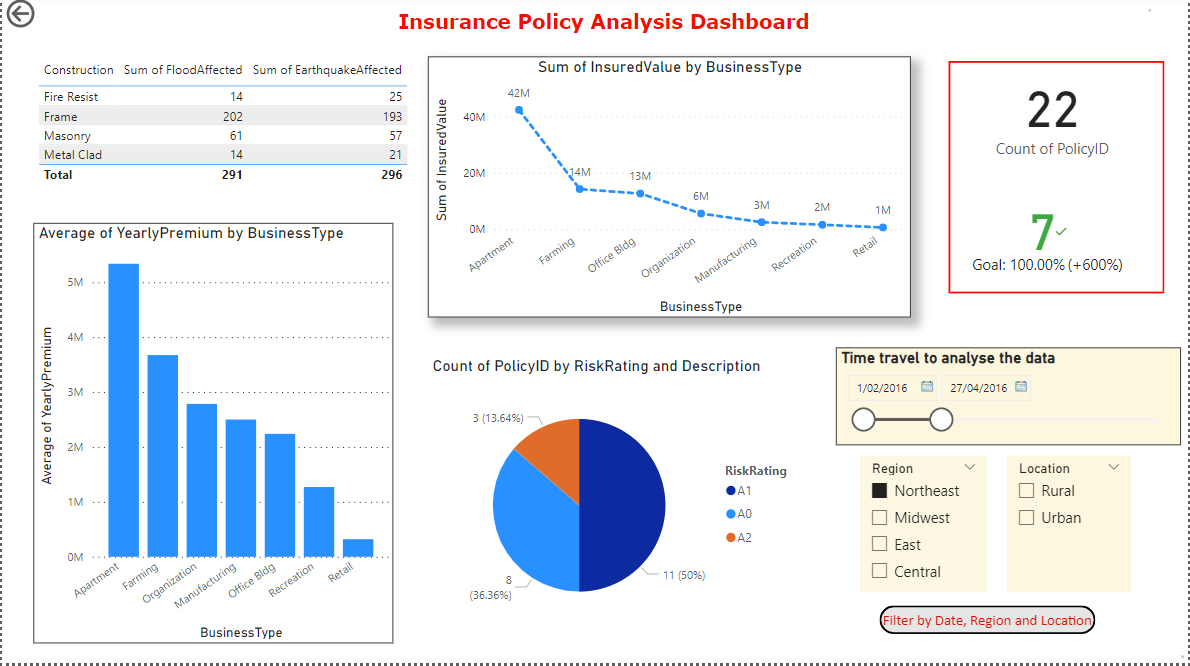 Insurance Policy Analysis Dashboard
Construction Sum of FloodAffected Sum of EarthquakeAffected
Fire Resist 14 25
Frame 202 193
Masonry 61 57
Metal Clad 14 21
Total 291 296
Sum of InsuredValue by BusinessType
Sum of InsuredValue
40M
20M
0M
42M
14M
13M
6M
3M
2M
1M
Apartment
Farming
Office Bldg
Organization
Manufacturing
Recreation
Retail
BusinessType
22
Count of PolicyID
7
Goal: 100.00% (+600%)
Average of YearlyPremium by BusinessType
Average of YearlyPremium
5M
4M
3M
2M
1M
0M
Apartment
Farming
Organization
Manufacturing
Office Bldg
Recreation
Retail
BusinessType
Count of PolicyID by RiskRating and Description
3 (13.64%)
8
(36.36%)
11 (50%)
RiskRating
A1
A0
A2
Time travel to analyse the data
1/02/2016 27/04/2016
Region
Northeast
Midwest
East
Central
Location
Rural
Urban
Filter by Date, Region and Location